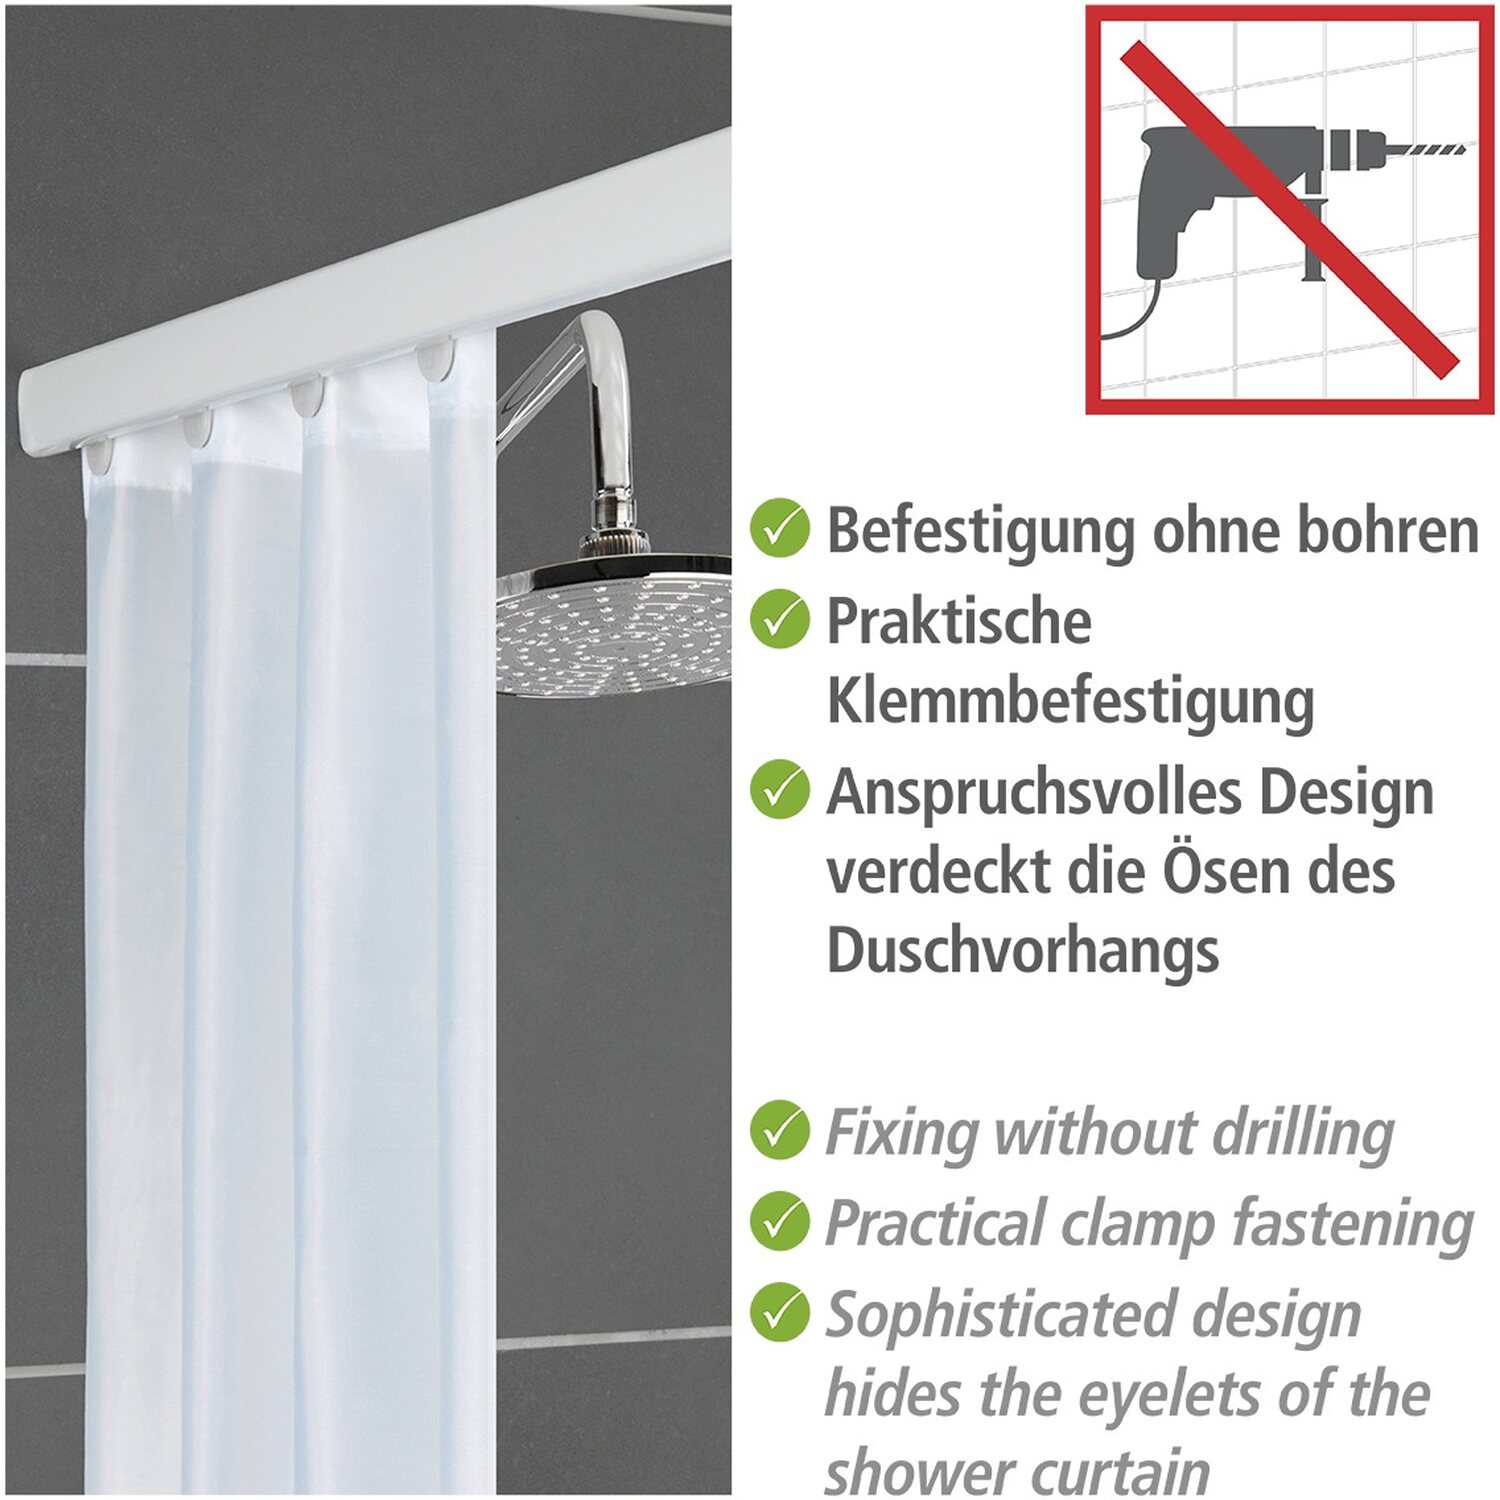 Befestigung ohne bohren
Praktische
Klemmbefestigung
Anspruchsvolles Design
verdeckt die Ösen des
Duschvorhangs
Fixing without drilling
Practical clamp fastening
Sophisticated design
hides the eyelets of the
shower curtain